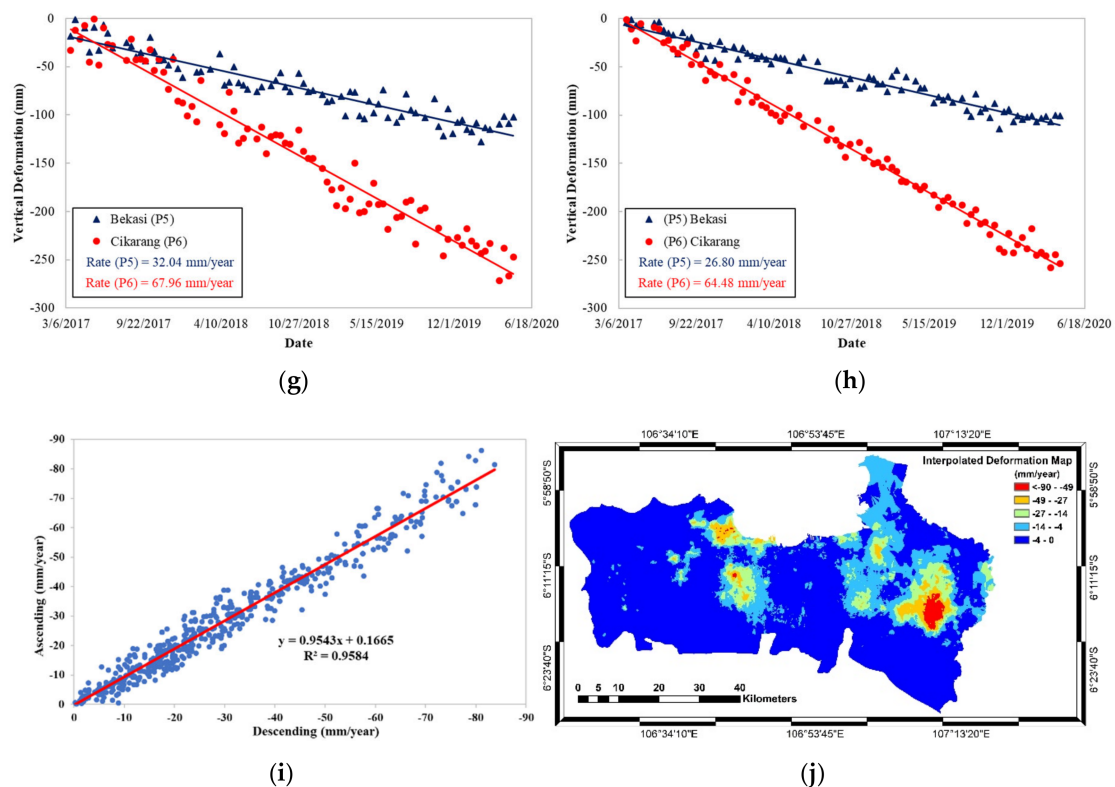 0
-50
-100
-150
-200
-250
-300
Vertical Deformation (mm)
Bekasi (P5)
Cikarang (P6)
Rate (P5) = 32.04 mm/year
Rate (P6) = 67.96 mm/year
3/6/2017 9/22/2017 4/10/2018 10/27/2018 5/15/2019 12/1/2019 6/18/2020
Date
(g)
0
-50
-100
-150
-200
-250
-300
Vertical Deformation (mm)
(P5) Bekasi
(P6) Cikarang
Rate (P5) = 26.80 mm/year
Rate (P6) = 64.48 mm/year
3/6/2017 9/22/2017 4/10/2018 10/27/2018 5/15/2019 12/1/2019 6/18/2020
Date
(h)
-90
-80
-70
-60
-50
-40
-30
-20
-10
0
Ascending (mm/year)
y = 0.9543x + 0.1665
R² = 0.9584
0 -10 -20 -30 -40 -50 -60 -70 -80 -90
Descending (mm/year)
(i)
106°34'10"E 106°53'45"E 107°13'20"E
5°58'50"S
6°11'15"S
6°23'40"S
Interpolated Deformation Map
(mm/year)
<-90 - -49
-49 - -27
-27 - -14
-14 - -4
-4 - 0
5°58'50"S
6°11'15"S
6°23'40"S
0 5 10 20 30 40
Kilometers
106°34'10"E 106°53'45"E 107°13'20"E
(j)